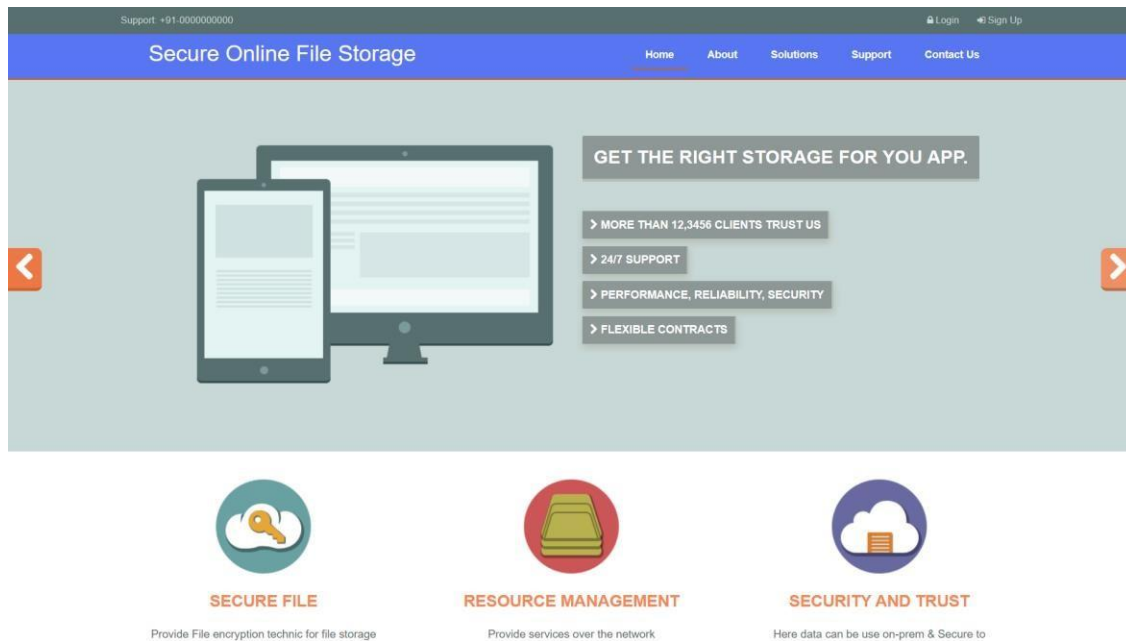 Support: +91-0000000000
Login
Sign Up
Secure Online File Storage
Home
About
Solutions
Support
Contact Us
GET THE RIGHT STORAGE FOR YOU APP.
MORE THAN 12,3456 CLIENTS TRUST US
24/7 SUPPORT
PERFORMANCE, RELIABILITY, SECURITY
FLEXIBLE CONTRACTS
SECURE FILE
Provide File encryption technic for file storage
RESOURCE MANAGEMENT
Provide services over the network
SECURITY AND TRUST
Here data can be use on-prem & Secure to